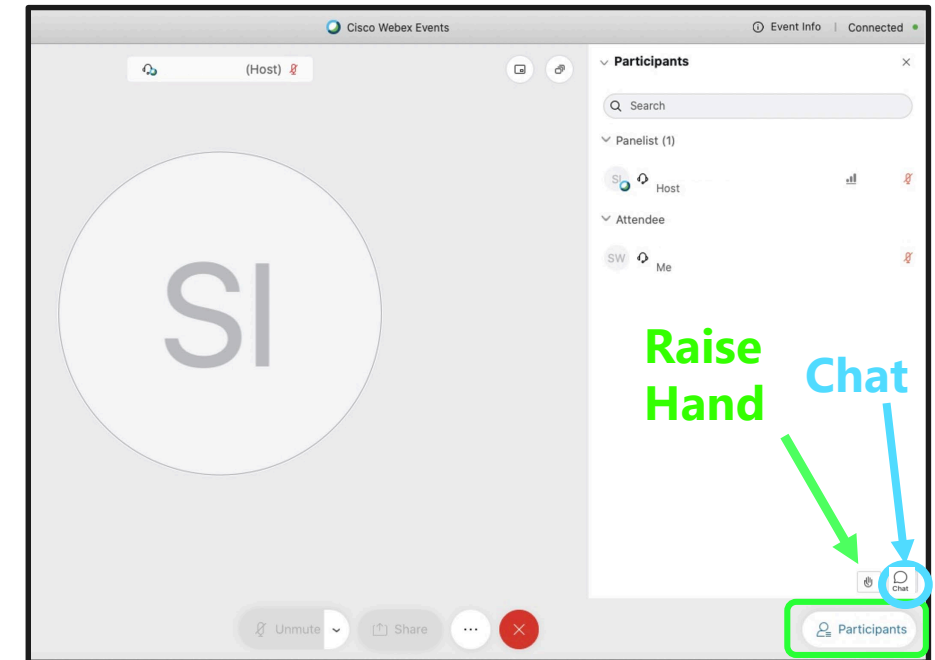 Cisco Webex Events
Event Info | Connected
(Host)
Participants
Search
Panelist (1)
SI
Host
Attendee
SW
Me
SI
Raise
Hand
Chat
Chat
Unmute
Share
Participants